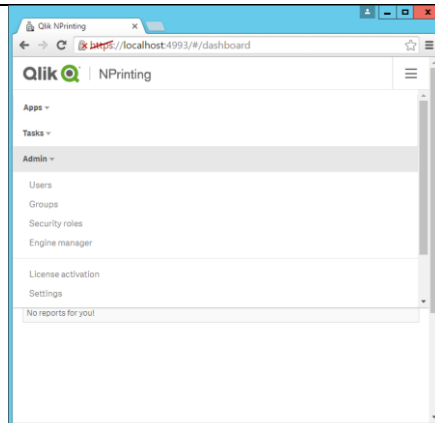 Qlik NPrinting
https://localhost:4993/#/dashboard
Qlik NPrinting
Apps
Tasks
Admin
Users
Groups
Security roles
Engine manager
License activation
Settings
No reports for you!